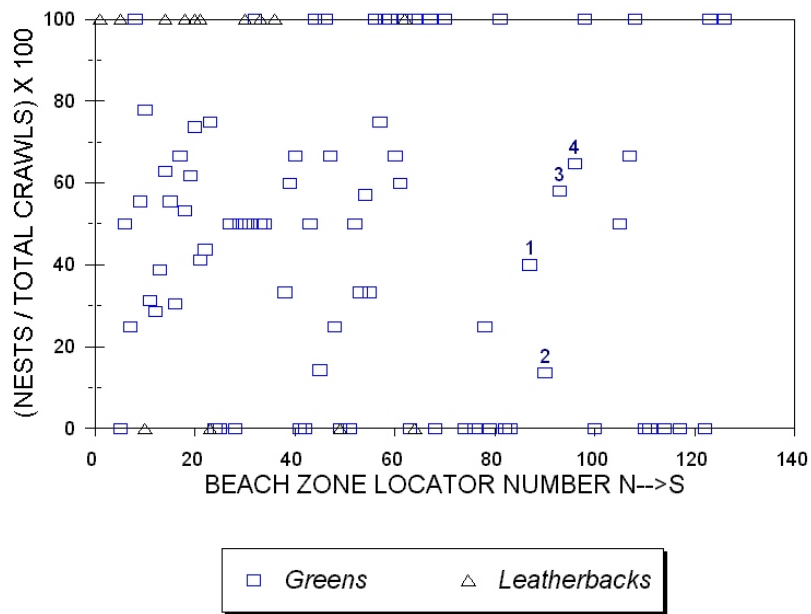 (NESTS / TOTAL CRAWLS) X 100
100
80
60
40
20
0
4
3
1
2
0 20 40 60 80 100 120 140
BEACH ZONE LOCATOR NUMBER N-->S
Greens Leatherbacks